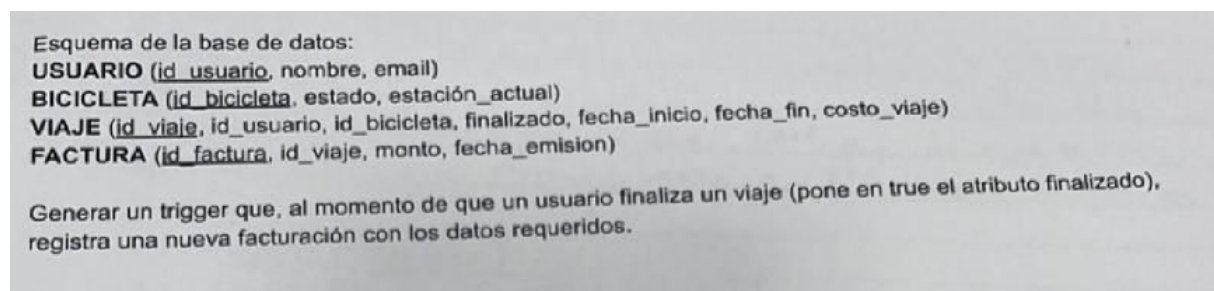 Esquema de la base de datos:
USUARIO (id_usuario, nombre, email)
BICICLETA (id_bicicleta, estado, estación_actual)
VIAJE (id_viaje, id_usuario, id_bicicleta, finalizado, fecha_inicio, fecha_fin, costo_viaje)
FACTURA (id_factura, id_viaje, monto, fecha_emision)
Generar un trigger que, al momento de que un usuario finaliza un viaje (pone en true el atributo finalizado),
registra una nueva facturación con los datos requeridos.